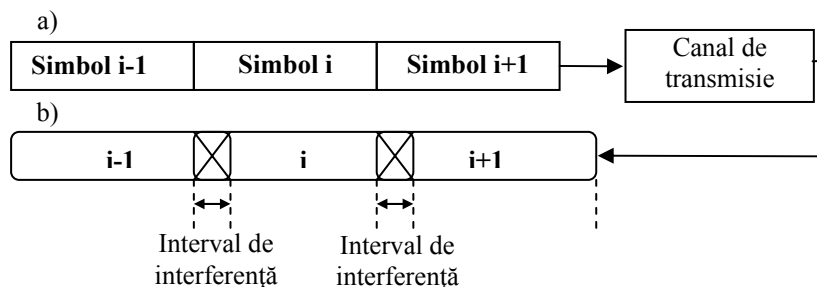 a)
Simbol i-1 Simbol i Simbol i+1 Canal de
transmisie
b)
i-1 i i+1
Interval de Interval de
interferență interferență